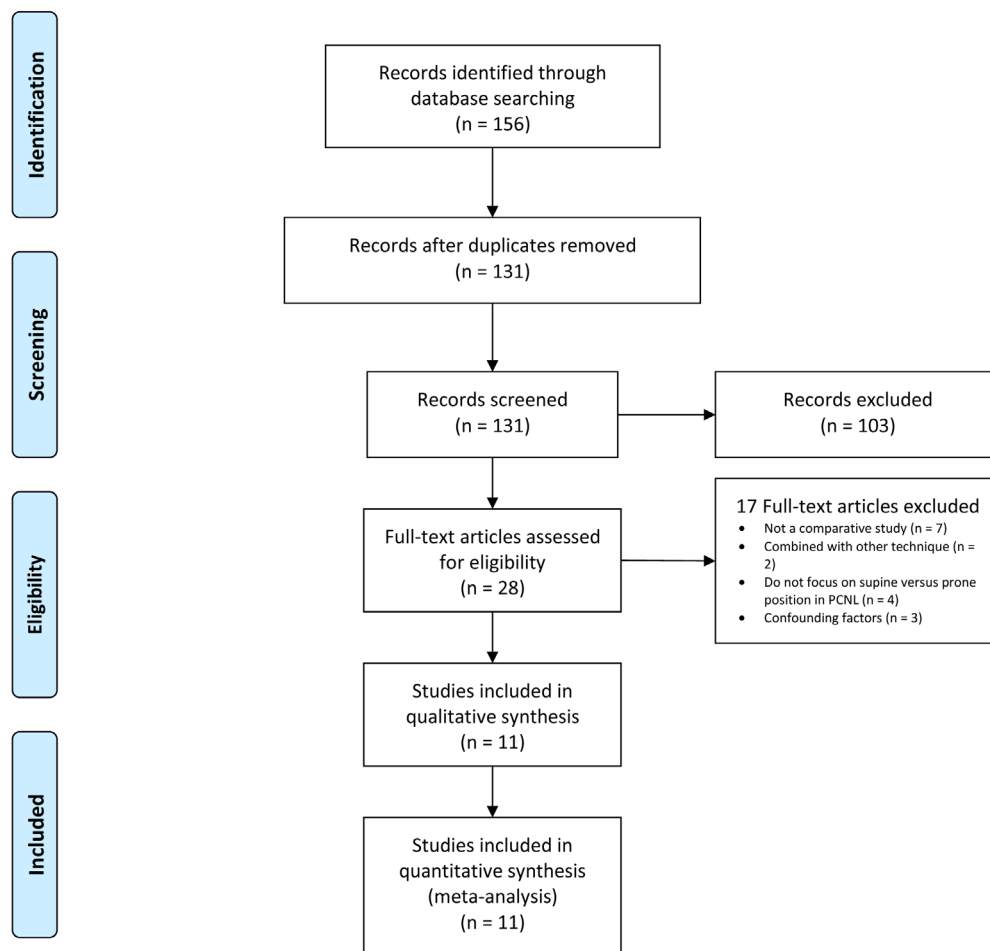 Identification
Records identified through
database searching
(n = 156)
Records after duplicates removed
(n = 131)
Screening
Records screened
(n = 131)
Records excluded
(n = 103)
Eligibility
Full-text articles assessed
for eligibility
(n = 28)
17 Full-text articles excluded
• Not a comparative study (n = 7)
• Combined with other technique (n =
2)
• Do not focus on supine versus prone
position in PCNL (n = 4)
• Confounding factors (n = 3)
Studies included in
qualitative synthesis
(n = 11)
Included
Studies included in
quantitative synthesis
(meta-analysis)
(n = 11)